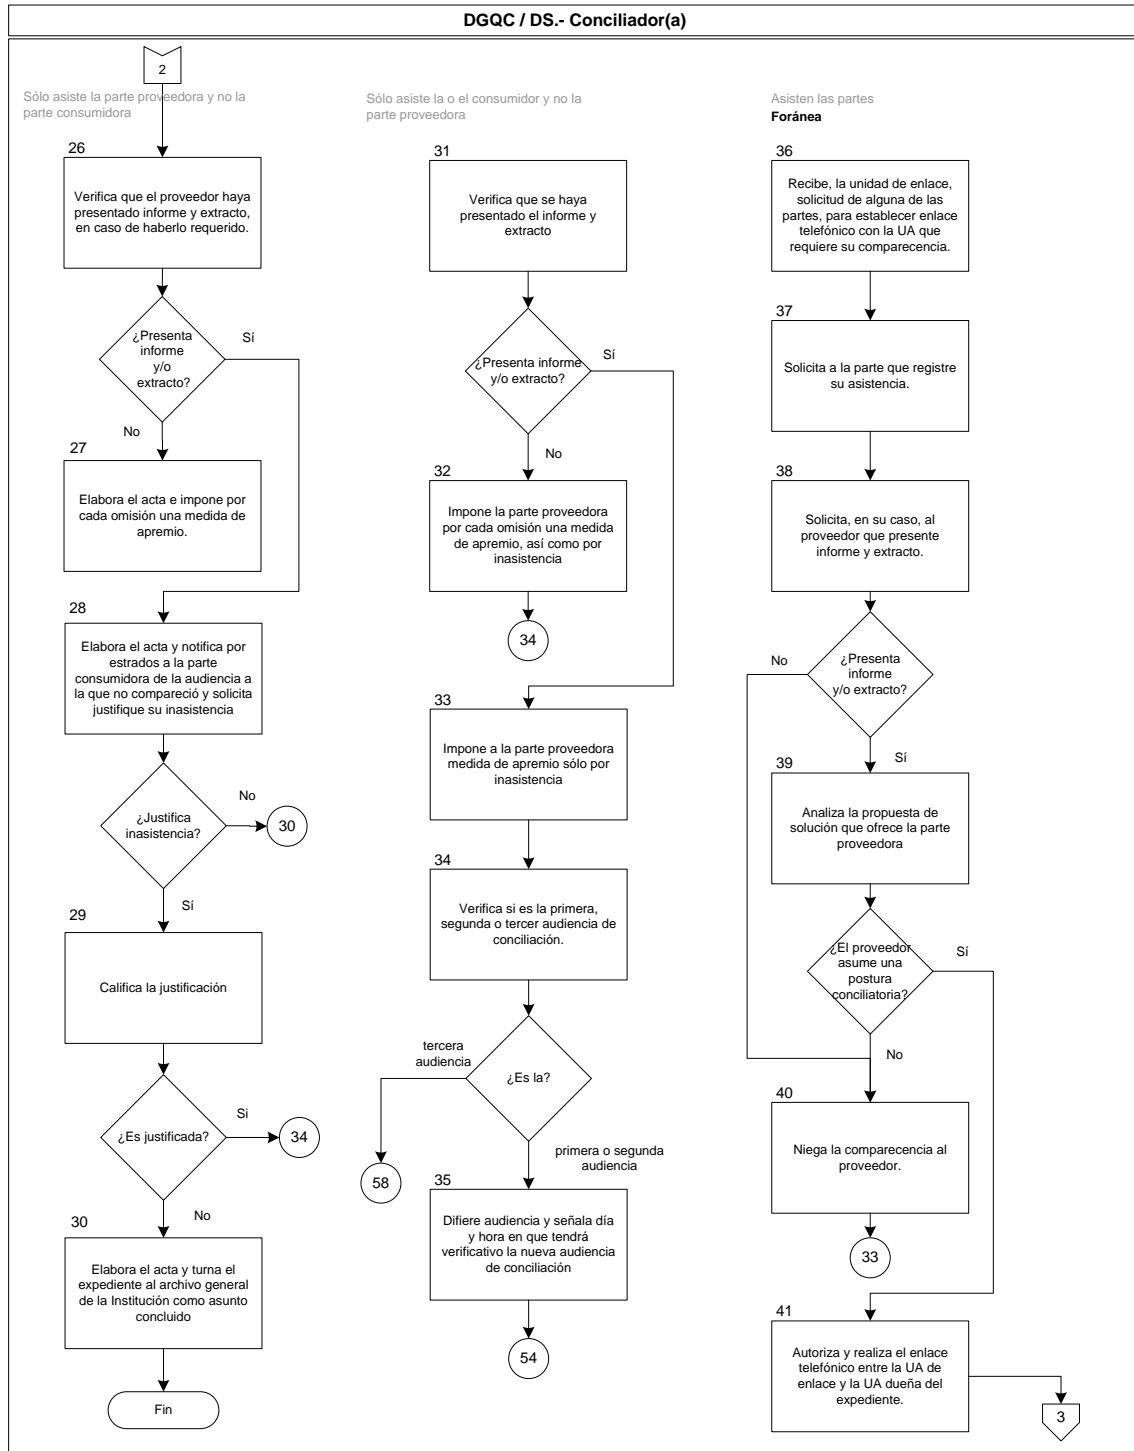 DGQC / DS.- Conciliador(a)
2
Sólo asiste la parte proveedora y no la
parte consumidora
26
Verifica que el proveedor haya
presentado informe y extracto,
en caso de haberlo requerido.
¿Presenta
informe
y/o
extracto?
Sí
No
27
Elabora el acta e impone por
cada omisión una medida de
apremio.
28
Elabora el acta y notifica por
estrados a la parte
consumidora de la audiencia a
la que no compareció y solicita
justifique su inasistencia
¿Justifica
inasistencia?
No
30
Sí
29
Califica la justificación
¿Es justificada?
Si
34
No
30
Elabora el acta y turna el
expediente al archivo general
de la Institución como asunto
concluido
Fin
Sólo asiste la o el consumidor y no la
parte proveedora
31
Verifica que se haya
presentado el informe y
extracto
¿Presenta informe
y/o extracto?
Sí
No
32
Impone la parte proveedora
por cada omisión una medida
de apremio, así como por
inasistencia
34
33
Impone a la parte proveedora
medida de apremio sólo por
inasistencia
34
Verifica si es la primera,
segunda o tercer audiencia de
conciliación.
tercera
audiencia
¿Es la?
58
primera o segunda
audiencia
35
Difiere audiencia y señala día
y hora en que tendrá
verificativo la nueva audiencia
de conciliación
54
Asisten las partes
Foránea
36
Recibe, la unidad de enlace,
solicitud de alguna de las
partes, para establecer enlace
telefónico con la UA que
requiere su comparecencia.
37
Solicita a la parte que registre
su asistencia.
38
Solicita, en su caso, al
proveedor que presente
informe y extracto.
No
¿Presenta
informe
y/o extracto?
Sí
39
Analiza la propuesta de
solución que ofrece la parte
proveedora
¿El proveedor
asume una
postura
conciliatoria?
Sí
No
40
Niega la comparecencia al
proveedor.
33
41
Autoriza y realiza el enlace
telefónico entre la UA de
enlace y la UA dueña del
expediente.
3